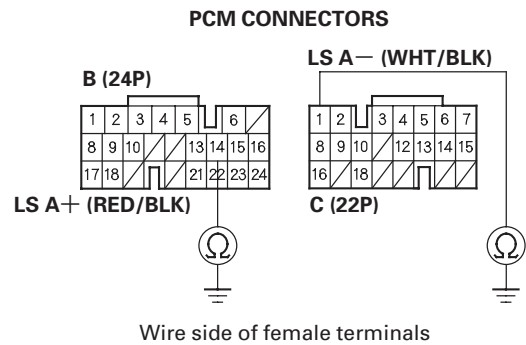 PCM CONNECTORS
B (24P)
LS A− (WHT/BLK)
1 2 3 4 5 6
8 9 10 13 14 15 16
17 18 21 22 23 24
LS A+ (RED/BLK)
Ω
1 2 3 4 5 6 7
8 9 10 12 13 14 15
16 18
C (22P)
Ω
Wire side of female terminals